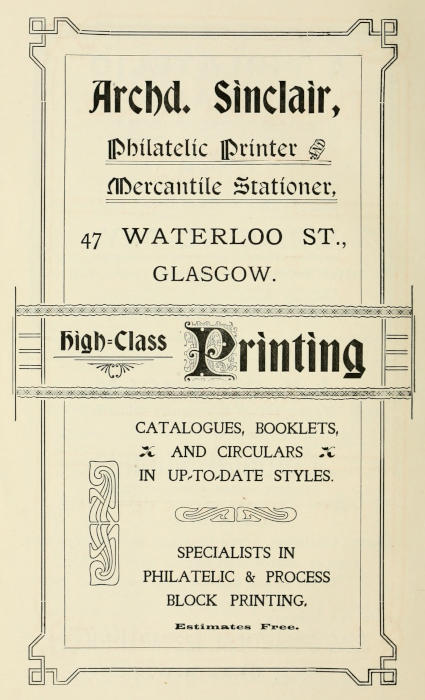 Archd. Sinclair,
Philatelic Printer &
Mercantile Stationer,
47 WATERLOO ST.,
GLASGOW.
High-Class Printing
CATALOGUES, BOOKLETS,
AND CIRCULARS
IN UP-TO-DATE STYLES.
SPECIALISTS IN
PHILATELIC & PROCESS
BLOCK PRINTING.
Estimates Free.